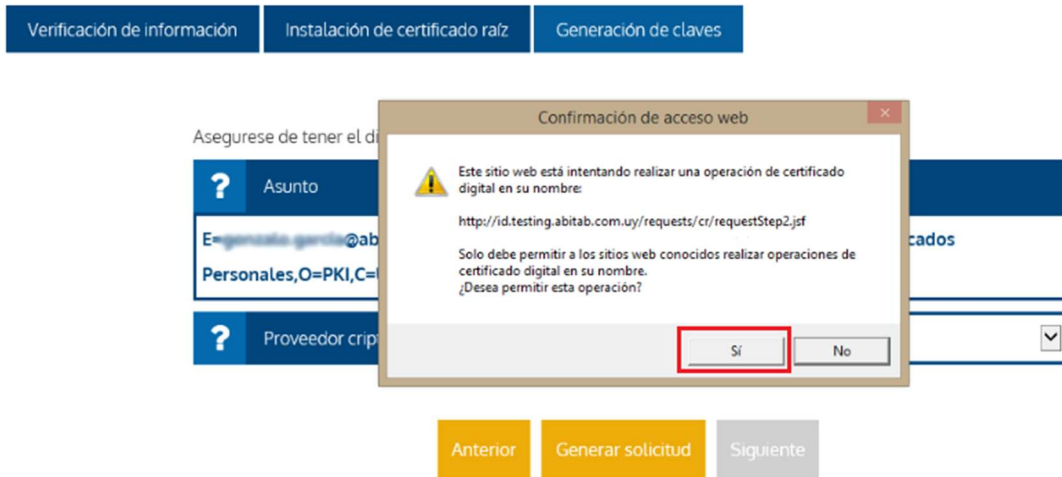 Verificación de información
Instalación de certificado raíz
Generación de claves
Asegurese de tener el di
Confirmación de acceso web
Este sitio web está intentando realizar una operación de certificado
digital en su nombre:
http://id.testing.abitab.com.uy/requests/cr/requestStep2.jsf
Solo debe permitir a los sitios web conocidos realizar operaciones de
certificado digital en su nombre.
¿Desea permitir esta operación?
Sí
No
? Asunto
E= @ab
cados
Personales,O=PKI,C=
? Proveedor crip
Anterior
Generar solicitud
Siguiente